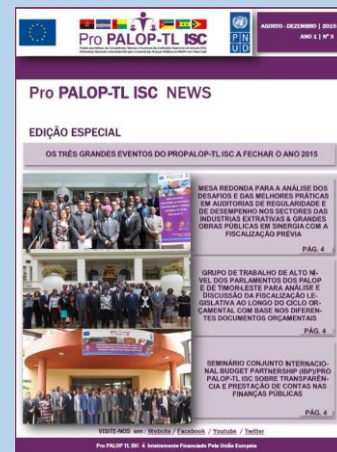 Pro PALOP-TL ISC
PNUD
AGOSTO - DEZEMBRO | 2015
ANO 1 | Nº 3
Pro PALOP-TL ISC NEWS
EDIÇÃO ESPECIAL
OS TRÊS GRANDES EVENTOS DO PROPALOP-TL ISC A FECHAR O ANO 2015
MESA REDONDA PARA A ANÁLISE DOS
DESAFIOS E DAS MELHORES PRÁTICAS
EM AUDITORIAS DE REGULARIDADE E
DE DESEMPENHO NOS SECTORES DAS
INDUSTRIAS EXTRATIVAS & GRANDES
OBRAS PÚBLICAS EM SINERGIA COM A
FISCALIZAÇÃO PRÉVIA
PÁG. 4
GRUPO DE TRABALHO DE ALTO NÍ-
VEL DOS PARLAMENTOS DOS PALOP
E DE TIMOR-LESTE PARA ANÁLISE E
DISCUSSÃO DA FISCALIZAÇÃO LE-
GISLATIVA AO LONGO DO CICLO OR-
ÇAMENTAL COM BASE NOS DIFEREN-
TES DOCUMENTOS ORÇAMENTAIS
PÁG. 4
SEMINÁRIO CONJUNTO INTERNACIO-
NAL BUDGET PARTNERSHIP (IBP)/PRO
PALOP-TL ISC SOBRE TRANSPARÊN-
CIA E PRESTAÇÃO DE CONTAS NAS
FINANÇAS PÚBLICAS
PÁG. 4
VISITE-NOS em : Website / Facebook / Youtube / Twitter
Pro PALOP TL ISC é Inteiramente Financiado Pela União Europeia